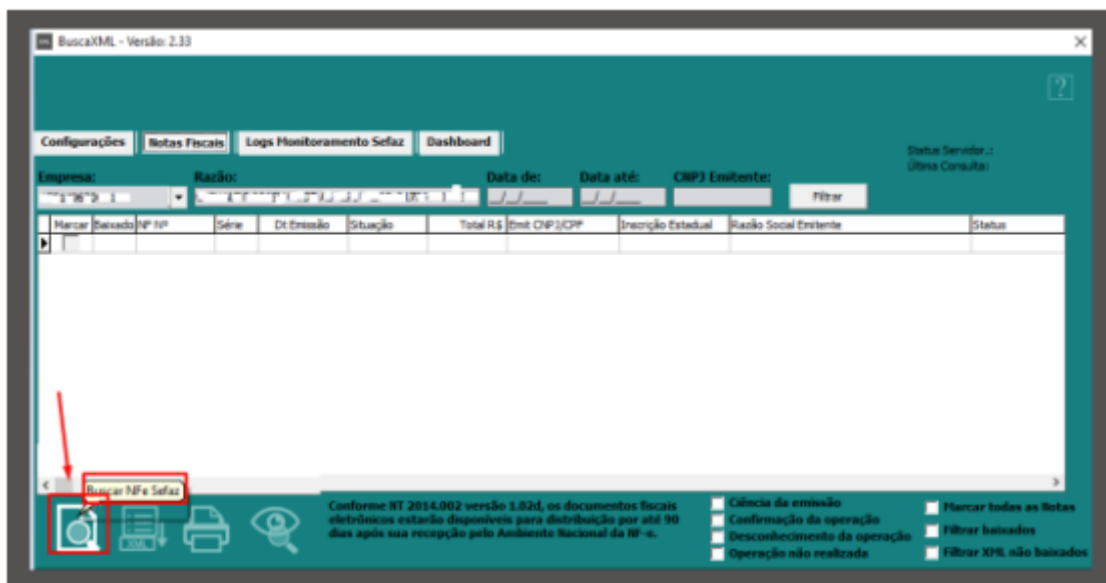 BuscaXML - Versão: 2.33
Configurações Notas Fiscais Logs Monitoramento Sefaz Dashboard
Status Servidor.:
Última Consulta:
Empresa: Razão: Data de: Data até: CNPJ Emitente:
Filtrar
Marcar Baixado NF Nº Série Dt Emissão Situação Total R$ Emit CNPJ/CPF Inscrição Estadual Razão Social Emitente Status
Buscar NFe Sefaz
XML
Conforme NT 2014.002 versão 1.02d, os documentos fiscais
eletrônicos estarão disponíveis para distribuição por até 90
dias após sua recepção pelo Ambiente Nacional da NF-e.
Ciência da emissão
Confirmação da operação
Desconhecimento da operação
Operação não realizada
Marcar todas as Notas
Filtrar baixados
Filtrar XML não baixados